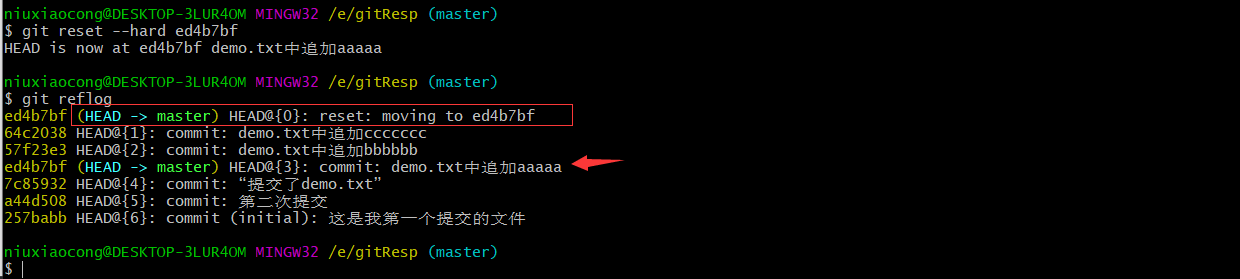 niuxiaocong@DESKTOP-3LUR4OM MINGW32 /e/gitResp (master)
$ git reset --hard ed4b7bf
HEAD is now at ed4b7bf demo.txt中追加aaaaa
niuxiaocong@DESKTOP-3LUR4OM MINGW32 /e/gitResp (master)
$ git reflog
ed4b7bf (HEAD -> master) HEAD@{0}: reset: moving to ed4b7bf
64c2038 HEAD@{1}: commit: demo.txt中追加ccccccc
57f23e3 HEAD@{2}: commit: demo.txt中追加bbbbbb
ed4b7bf (HEAD -> master) HEAD@{3}: commit: demo.txt中追加aaaaa
7c85932 HEAD@{4}: commit: “提交了demo.txt”
a44d508 HEAD@{5}: commit: 第二次提交
257babb HEAD@{6}: commit (initial): 这是我第一个提交的文件
niuxiaocong@DESKTOP-3LUR4OM MINGW32 /e/gitResp (master)
$